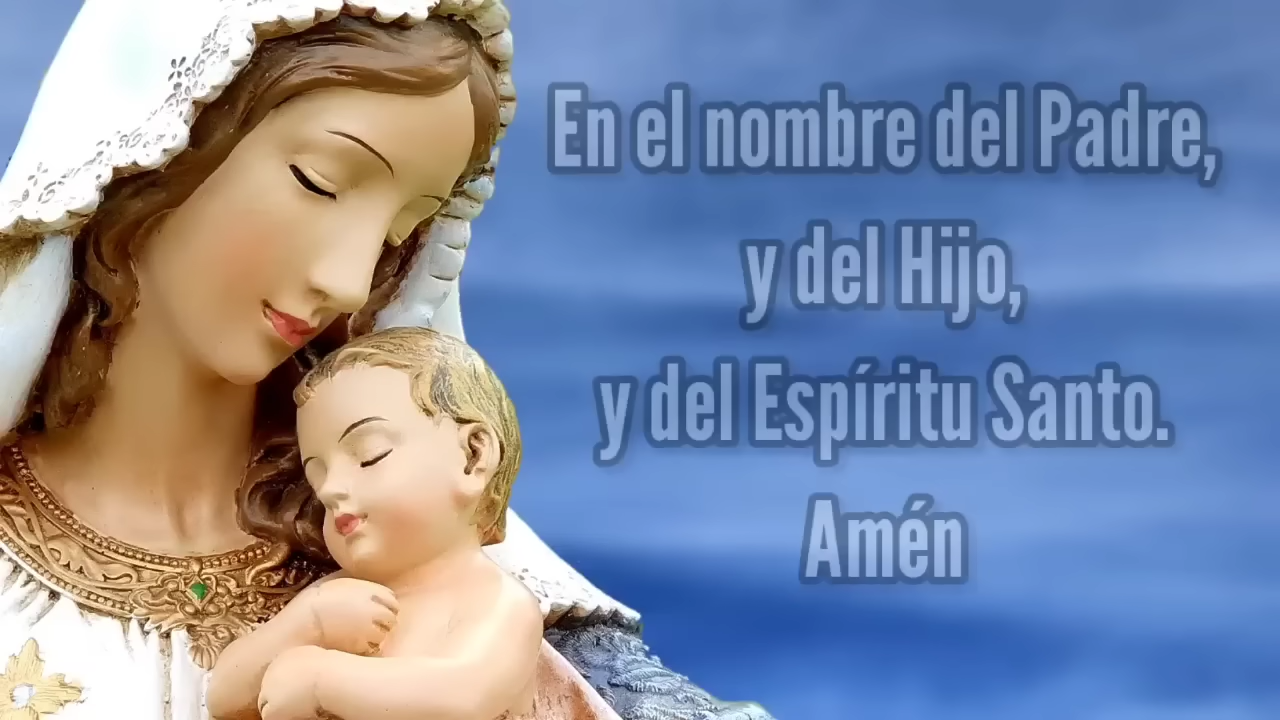 En el nombre del Padre,
y del Hijo,
y del Espíritu Santo.
Amén